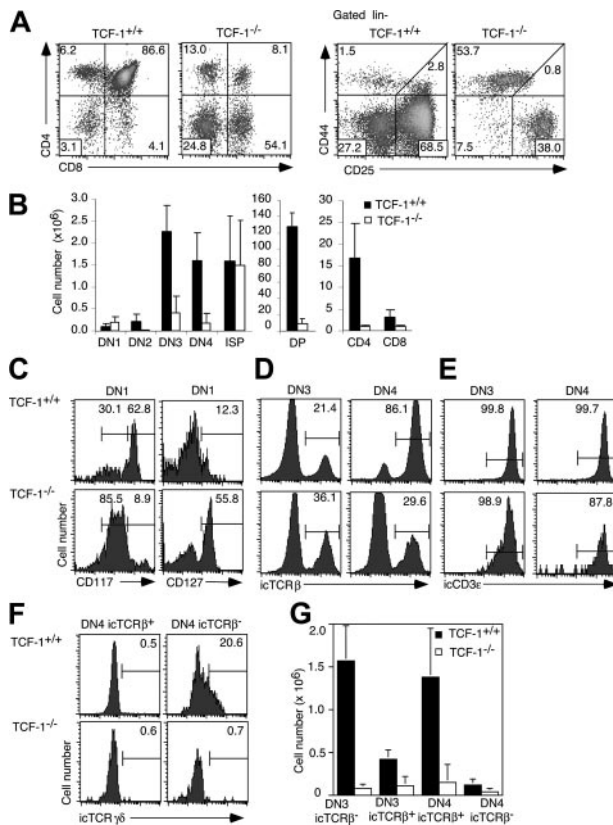 A
Gated lin-
TCF-1+/+
TCF-1-/-
TCF-1+/+
TCF-1-/-
6.2 86.6
3.1 4.1
13.0 8.1
24.8 54.1
1.5 2.8
27.2 68.5
53.7 0.8
7.5 38.0
CD4
CD8
CD44
CD25
B
Cell number (x10⁶)
3.0
2.5
2.0
1.5
1.0
0.5
0.0
160
140
120
100
80
60
40
20
0
30
25
20
15
10
5
0
TCF-1+/+
TCF-1-/-
DN1 DN2 DN3 DN4 ISP
DP
CD4 CD8
C
DN1 DN1
TCF-1+/+
30.1 62.8
12.3
TCF-1-/-
85.5 8.9
55.8
Cell number
CD117
CD127
D
DN3 DN4
21.4
86.1
36.1
29.6
icTCRβ
E
DN3 DN4
99.8
99.7
98.9
87.8
icCD3ε
F
DN4 icTCRβ+ DN4 icTCRβ-
TCF-1+/+
0.5
20.6
TCF-1-/-
0.6
0.7
Cell number
icTCRγδ
G
Cell number (x 10⁶)
2.0
1.5
1.0
0.5
0
TCF-1+/+
TCF-1-/-
DN3 DN3 DN4 DN4
icTCRβ- icTCRβ+ icTCRβ+ icTCRβ-